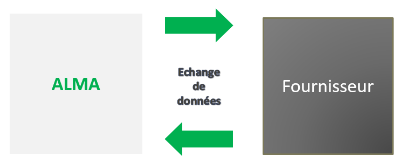 ALMA
Echange
de
données
Fournisseur